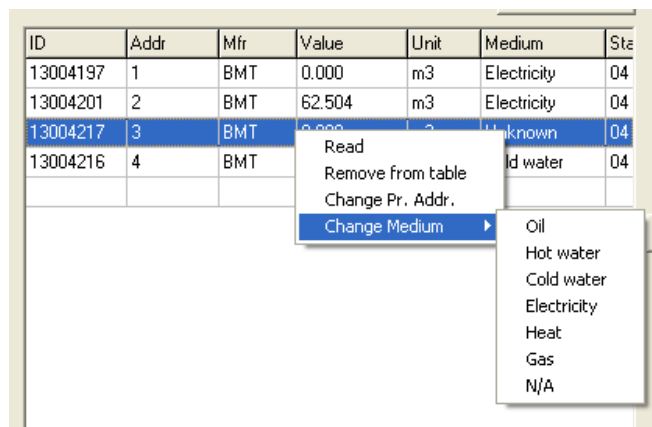 ID Addr Mfr Value Unit Medium Sta
13004197 1 BMT 0.000 m3 Electricity 04
13004201 2 BMT 62.504 m3 Electricity 04
13004217 3 BMT 04
13004216 4 BMT water 04
Read
Remove from table
Change Pr. Addr.
Change Medium
Oil
Hot water
Cold water
Electricity
Heat
Gas
N/A